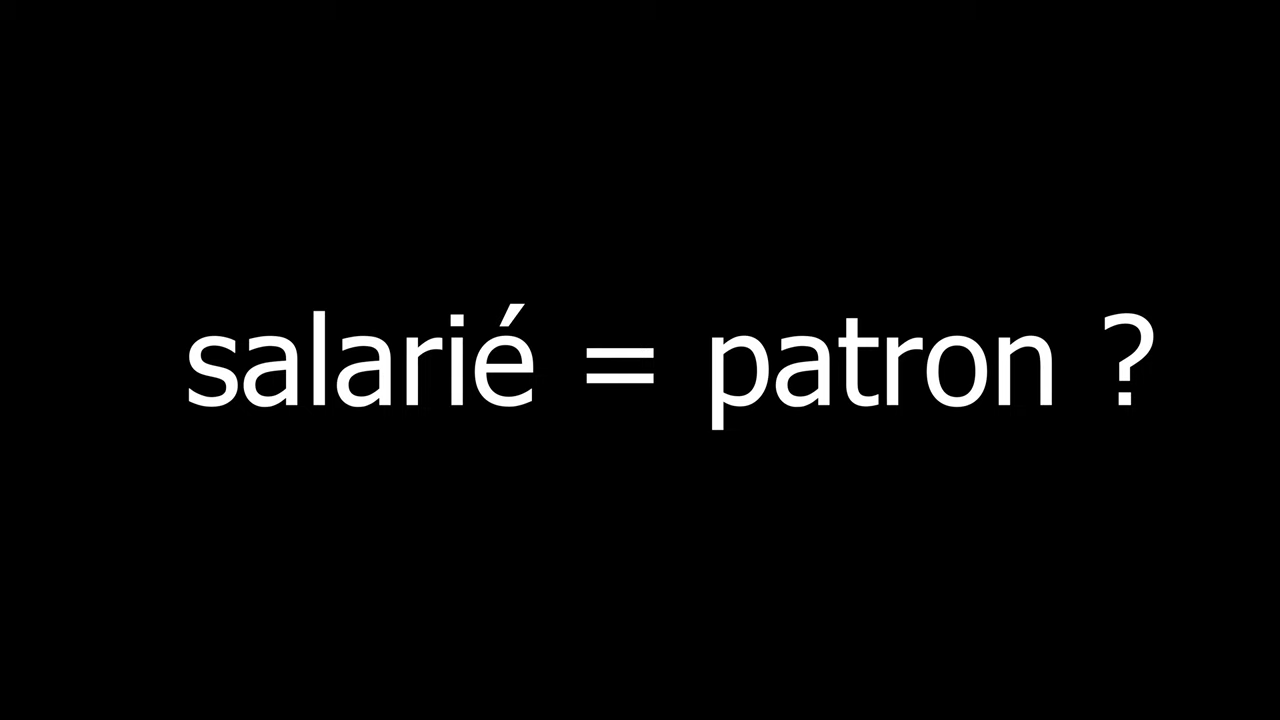 salarié = patron ?